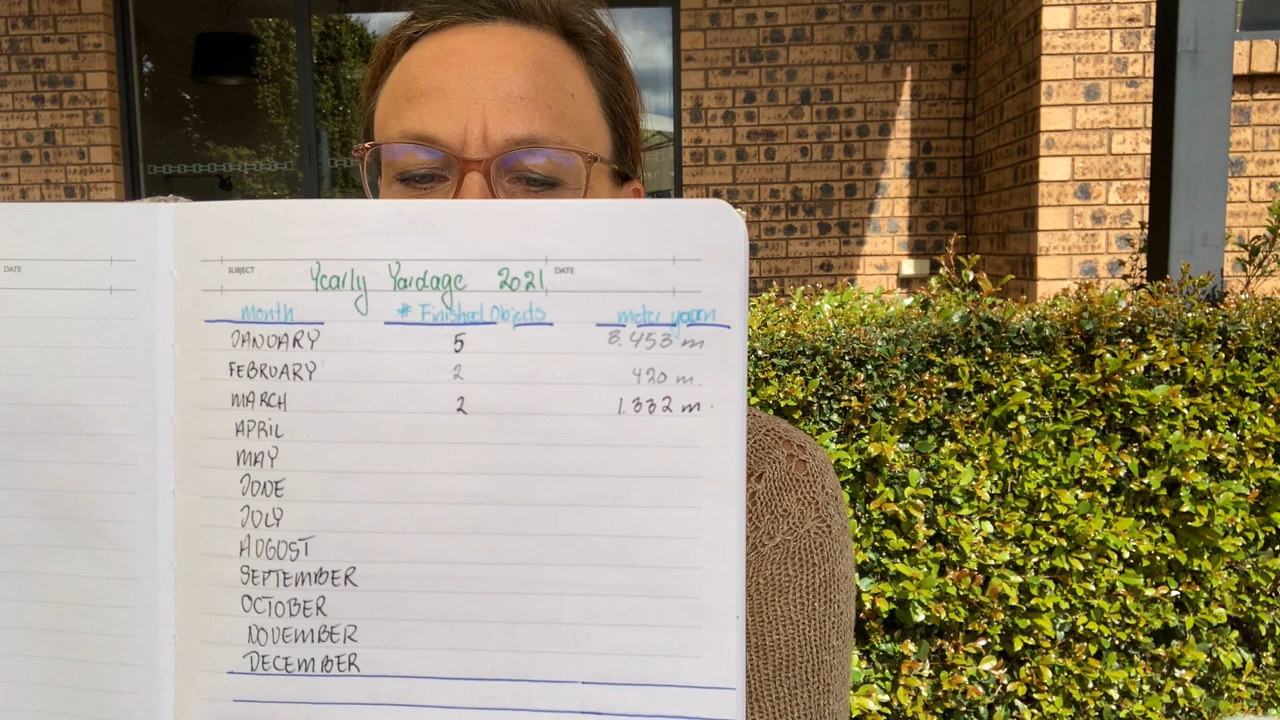 DATE
SUBJECT Yearly Yardage 2021 DATE
Month # Finished Objects meter yarn
JANUARY 5 3.453 m
FEBRUARY 2 420 m.
MARCH 2 1.332 m.
APRIL
MAY
JUNE
JULY
AUGUST
SEPTEMBER
OCTOBER
NOVEMBER
DECEMBER